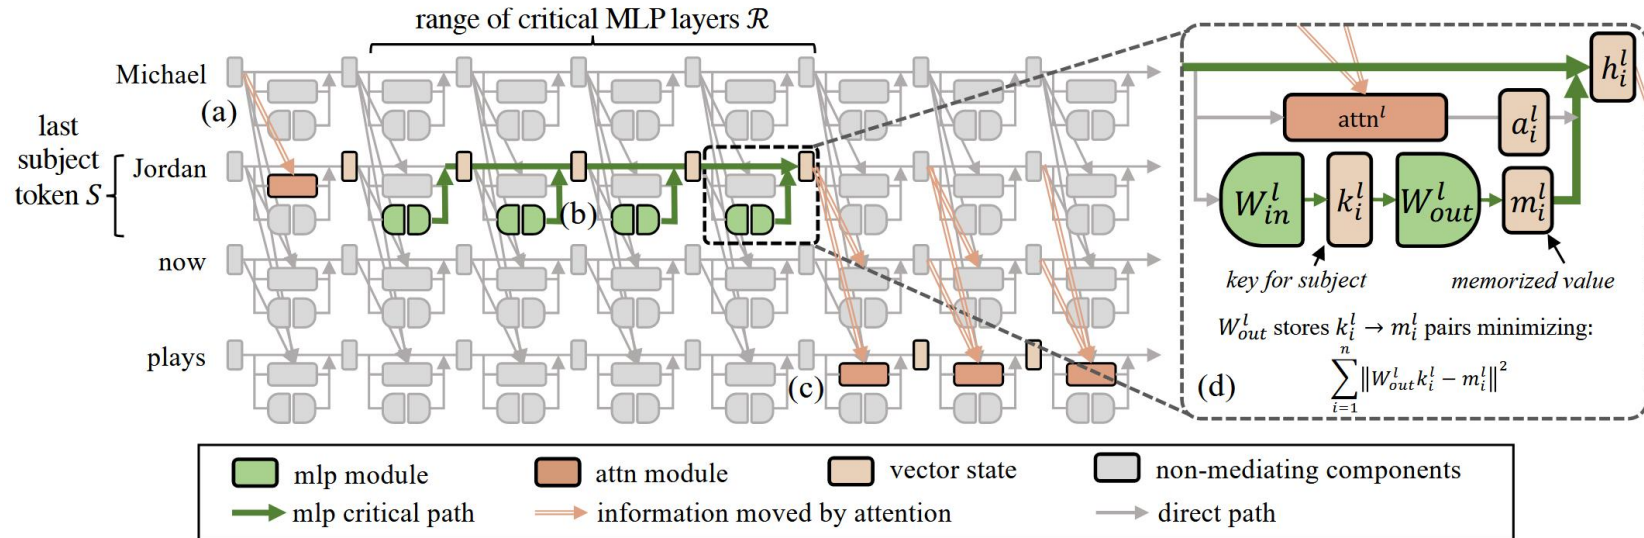 range of critical MLP layers ℛ
Michael
(a)
last
subject
token S
Jordan
(b)
now
plays
(c)
h_i^l
attn^l
a_i^l
W_in^l
k_i^l
W_out^l
m_i^l
key for subject
memorized value
W_out^l stores k_i^l → m_i^l pairs minimizing:
(d)
∑_{i=1}^{n} ‖W_out^l k_i^l − m_i^l‖^2
mlp module
attn module
vector state
non-mediating components
mlp critical path
information moved by attention
direct path